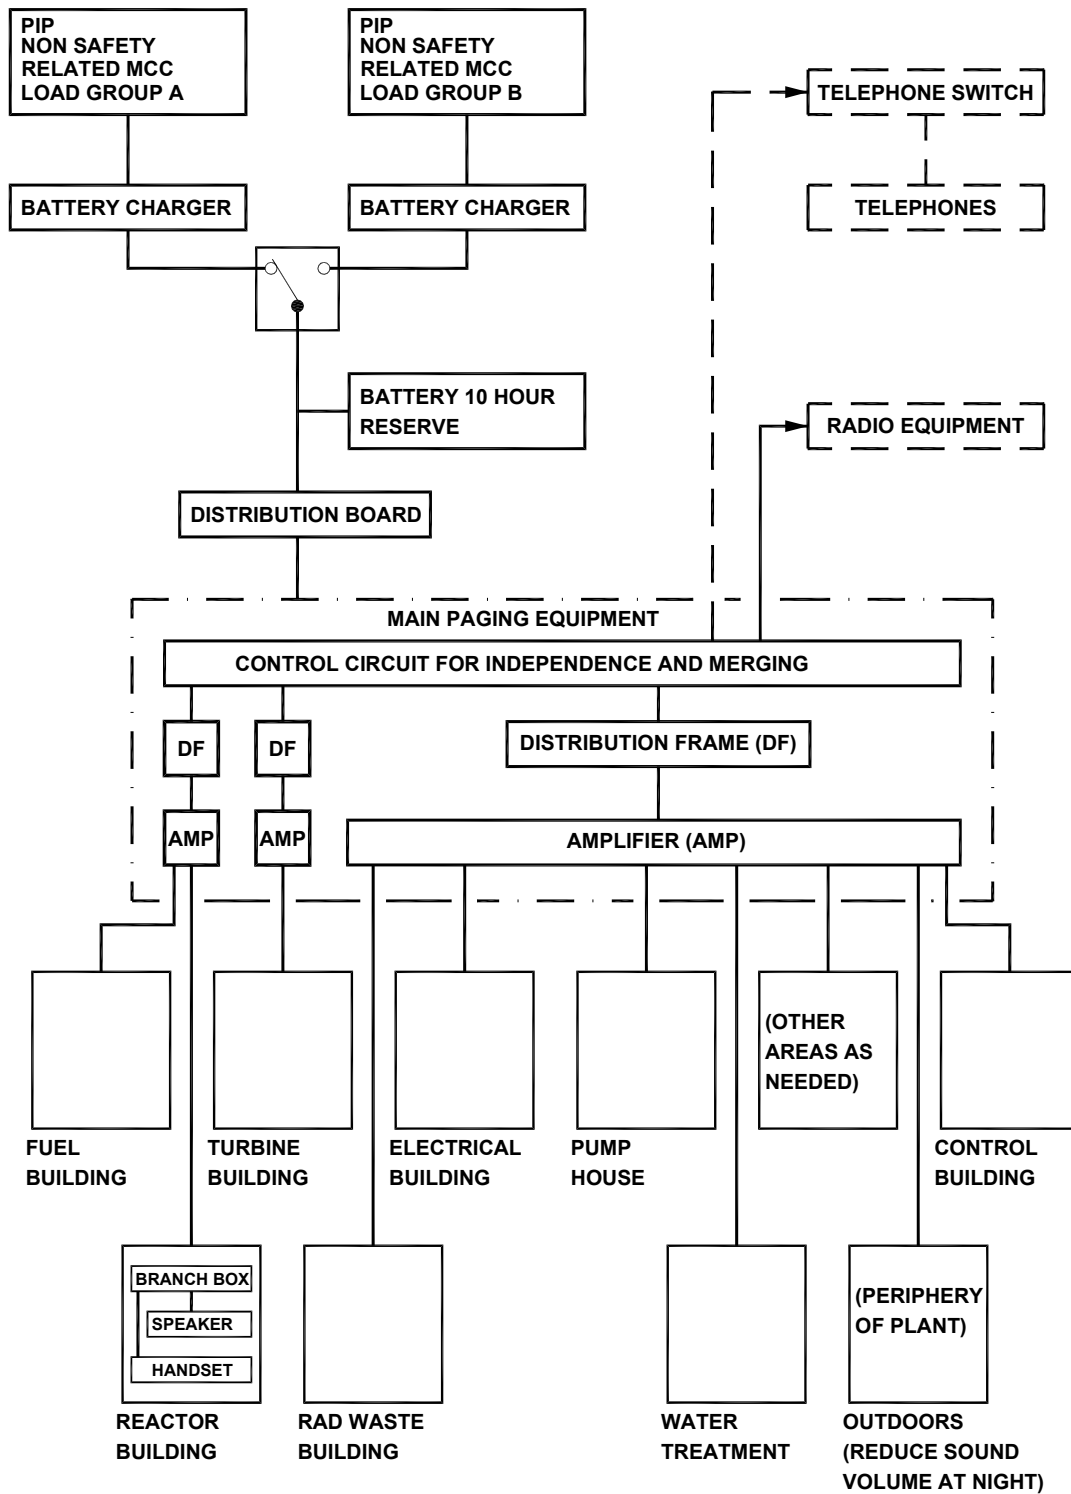 PIP
NON SAFETY
RELATED MCC
LOAD GROUP A
PIP
NON SAFETY
RELATED MCC
LOAD GROUP B
TELEPHONE SWITCH
BATTERY CHARGER
BATTERY CHARGER
TELEPHONES
BATTERY 10 HOUR
RESERVE
RADIO EQUIPMENT
DISTRIBUTION BOARD
MAIN PAGING EQUIPMENT
CONTROL CIRCUIT FOR INDEPENDENCE AND MERGING
DF
DF
DISTRIBUTION FRAME (DF)
AMP
AMP
AMPLIFIER (AMP)
(OTHER
AREAS AS
NEEDED)
FUEL
BUILDING
TURBINE
BUILDING
ELECTRICAL
BUILDING
PUMP
HOUSE
CONTROL
BUILDING
BRANCH BOX
SPEAKER
HANDSET
(PERIPHERY
OF PLANT)
REACTOR
BUILDING
RAD WASTE
BUILDING
WATER
TREATMENT
OUTDOORS
(REDUCE SOUND
VOLUME AT NIGHT)